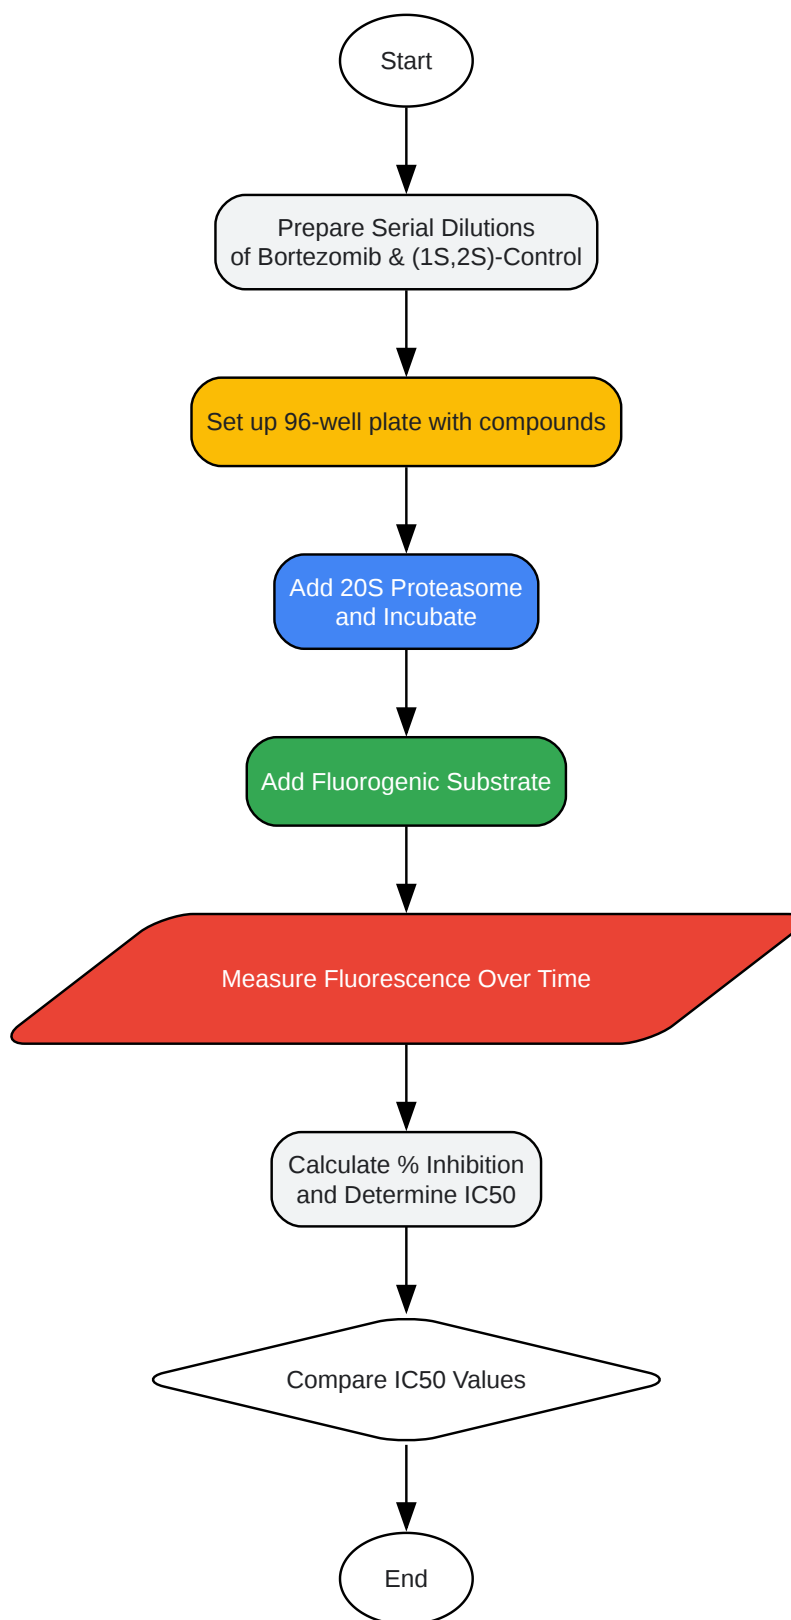 Start
Prepare Serial Dilutions
of Bortezomib & (1S,2S)-Control
Set up 96-well plate with compounds
Add 20S Proteasome
and Incubate
Add Fluorogenic Substrate
Measure Fluorescence Over Time
Calculate % Inhibition
and Determine IC50
Compare IC50 Values
End